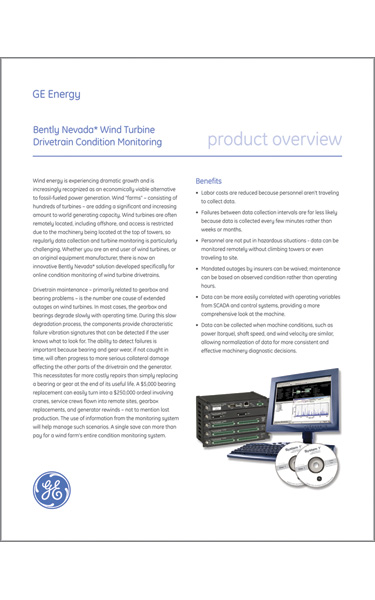 GE Energy
Bently Nevada* Wind Turbine
Drivetrain Condition Monitoring
product overview
Wind energy is experiencing dramatic growth and is
increasingly recognized as an economically viable alternative
to fossil-fueled power generation. Wind "farms" – consisting of
hundreds of turbines – are adding a significant and increasing
amount to world generating capacity. Wind turbines are often
remotely located, including offshore, and access is restricted
due to the machinery being located at the top of towers, so
regularly data collection and turbine monitoring is particularly
challenging. Whether you are an end user of wind turbines, or
an original equipment manufacturer, there is now an
innovative Bently Nevada* solution developed specifically for
online condition monitoring of wind turbine drivetrains.
Drivetrain maintenance – primarily related to gearbox and
bearing problems – is the number one cause of extended
outages on wind turbines. In most cases, the gearbox and
bearings degrade slowly with operating time. During this slow
degradation process, the components provide characteristic
failure vibration signatures that can be detected if the user
knows what to look for. The ability to detect failures is
important because bearing and gear wear, if not caught in
time, will often progress to more serious collateral damage
affecting the other parts of the drivetrain and the generator.
This necessitates far more costly repairs than simply replacing
a bearing or gear at the end of its useful life. A $5,000 bearing
replacement can easily turn into a $250,000 ordeal involving
cranes, service crews flown into remote sites, gearbox
replacements, and generator rewinds – not to mention lost
production. The use of information from the monitoring system
will help manage such scenarios. A single save can more than
pay for a wind farm's entire condition monitoring system.
Benefits
• Labor costs are reduced because personnel aren't traveling
to collect data.
• Failures between data collection intervals are far less likely
because data is collected every few minutes rather than
weeks or months.
• Personnel are not put in hazardous situations - data can be
monitored remotely without climbing towers or even
traveling to site.
• Mandated outages by insurers can be waived; maintenance
can be based on observed condition rather than operating
hours.
• Data can be more easily correlated with operating variables
from SCADA and control systems, providing a more
comprehensive look at the machine.
• Data can be collected when machine conditions, such as
power (torque), shaft speed, and wind velocity are similar,
allowing normalization of data for more consistent and
effective machinery diagnostic decisions.